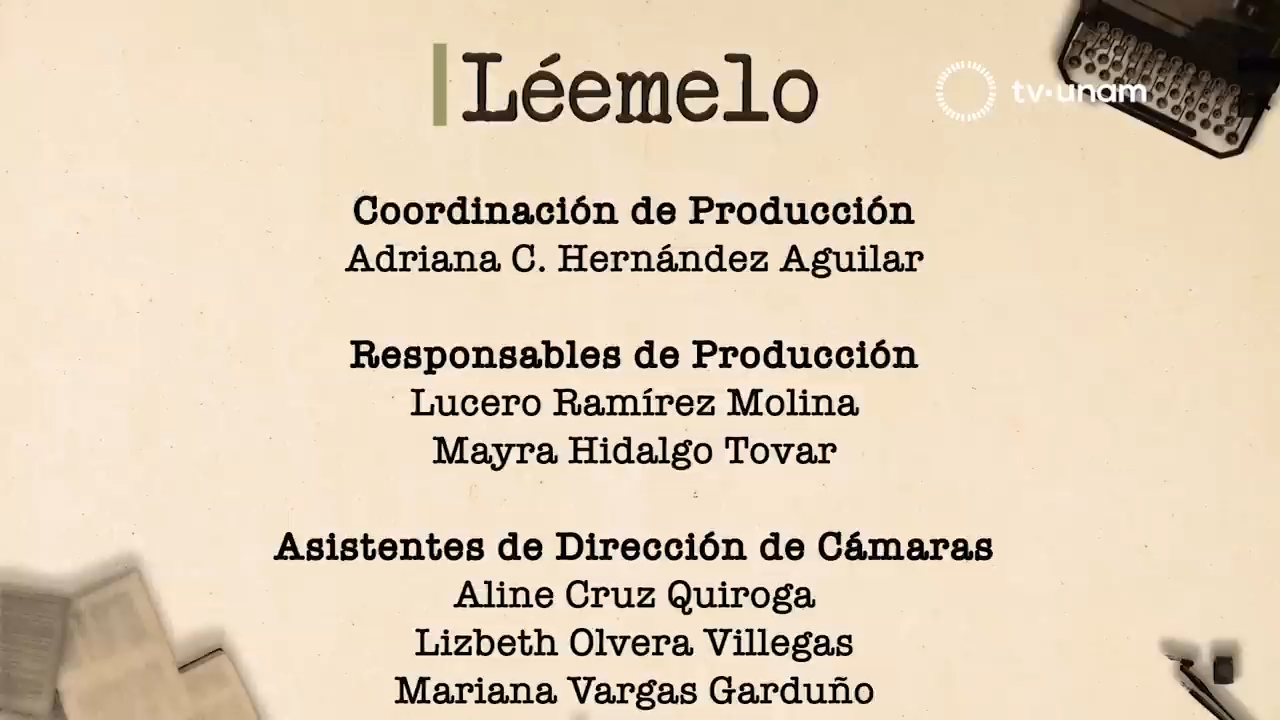 Léemelo
tv·unam
Coordinación de Producción
Adriana C. Hernández Aguilar
Responsables de Producción
Lucero Ramírez Molina
Mayra Hidalgo Tovar
Asistentes de Dirección de Cámaras
Aline Cruz Quiroga
Lizbeth Olvera Villegas
Mariana Vargas Garduño